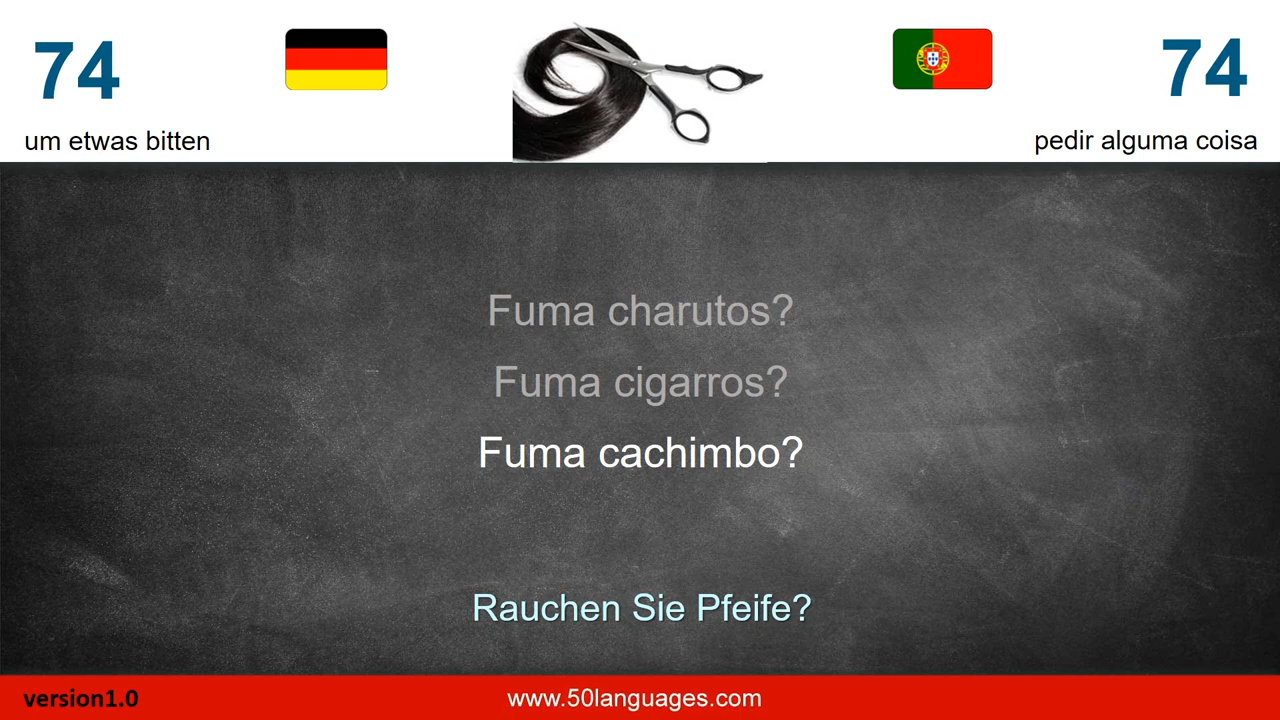 74
74
um etwas bitten
pedir alguma coisa
Fuma charutos?
Fuma cigarros?
Fuma cachimbo?
Rauchen Sie Pfeife?
version1.0
www.50languages.com